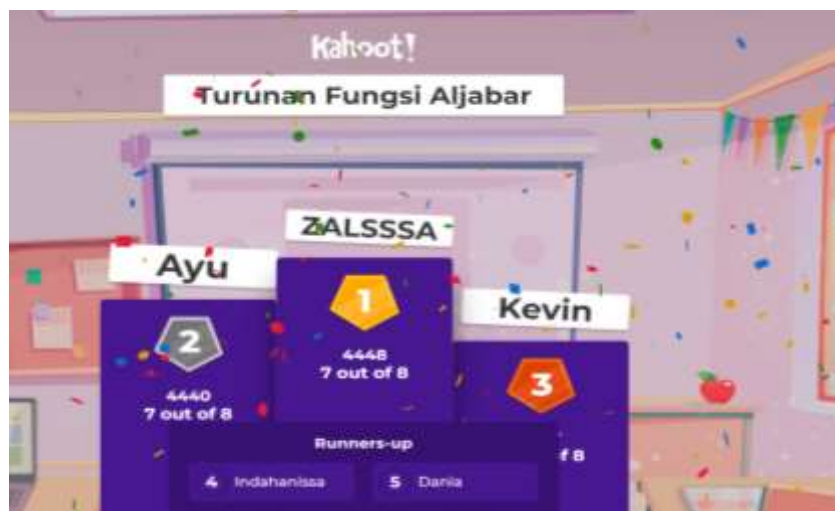 Kahoot!
Turunan Fungsi Aljabar
ZALSSSA
Ayu
Kevin
1
2
3
4448
7 out of 8
4440
7 out of 8
f 8
Runners-up
4 Indahanissa
5 Dania